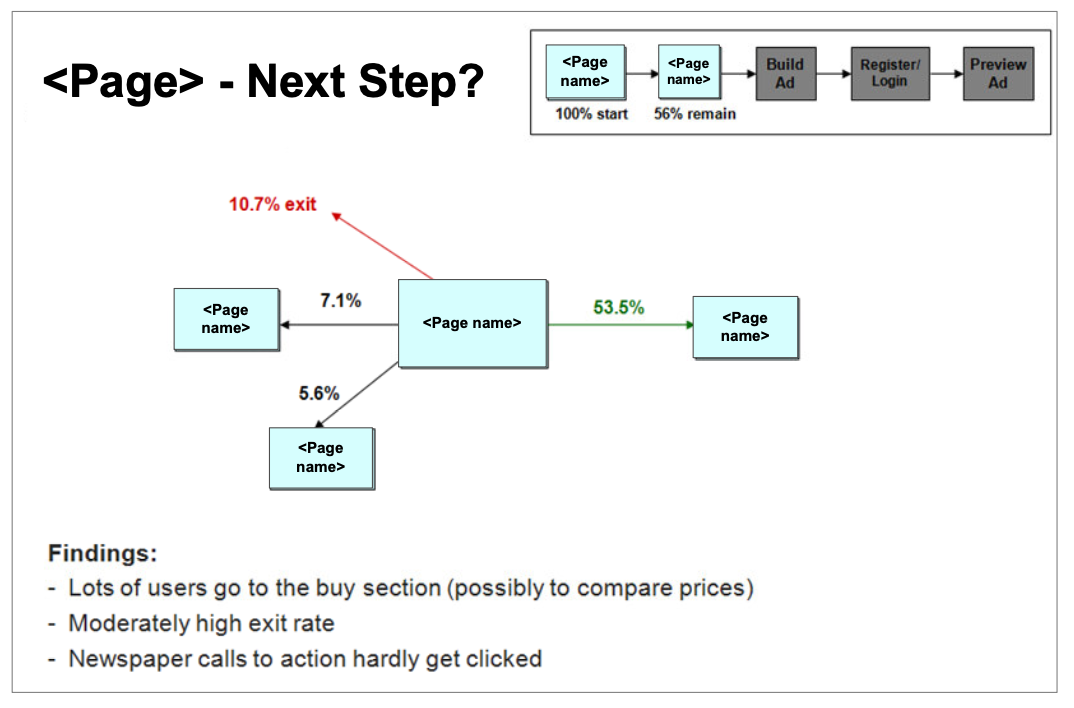 <Page> - Next Step?
<Page
name>
<Page
name>
Build
Ad
Register/
Login
Preview
Ad
100% start
56% remain
10.7% exit
<Page
name>
7.1%
<Page name>
53.5%
<Page
name>
5.6%
<Page
name>
Findings:
- Lots of users go to the buy section (possibly to compare prices)
- Moderately high exit rate
- Newspaper calls to action hardly get clicked